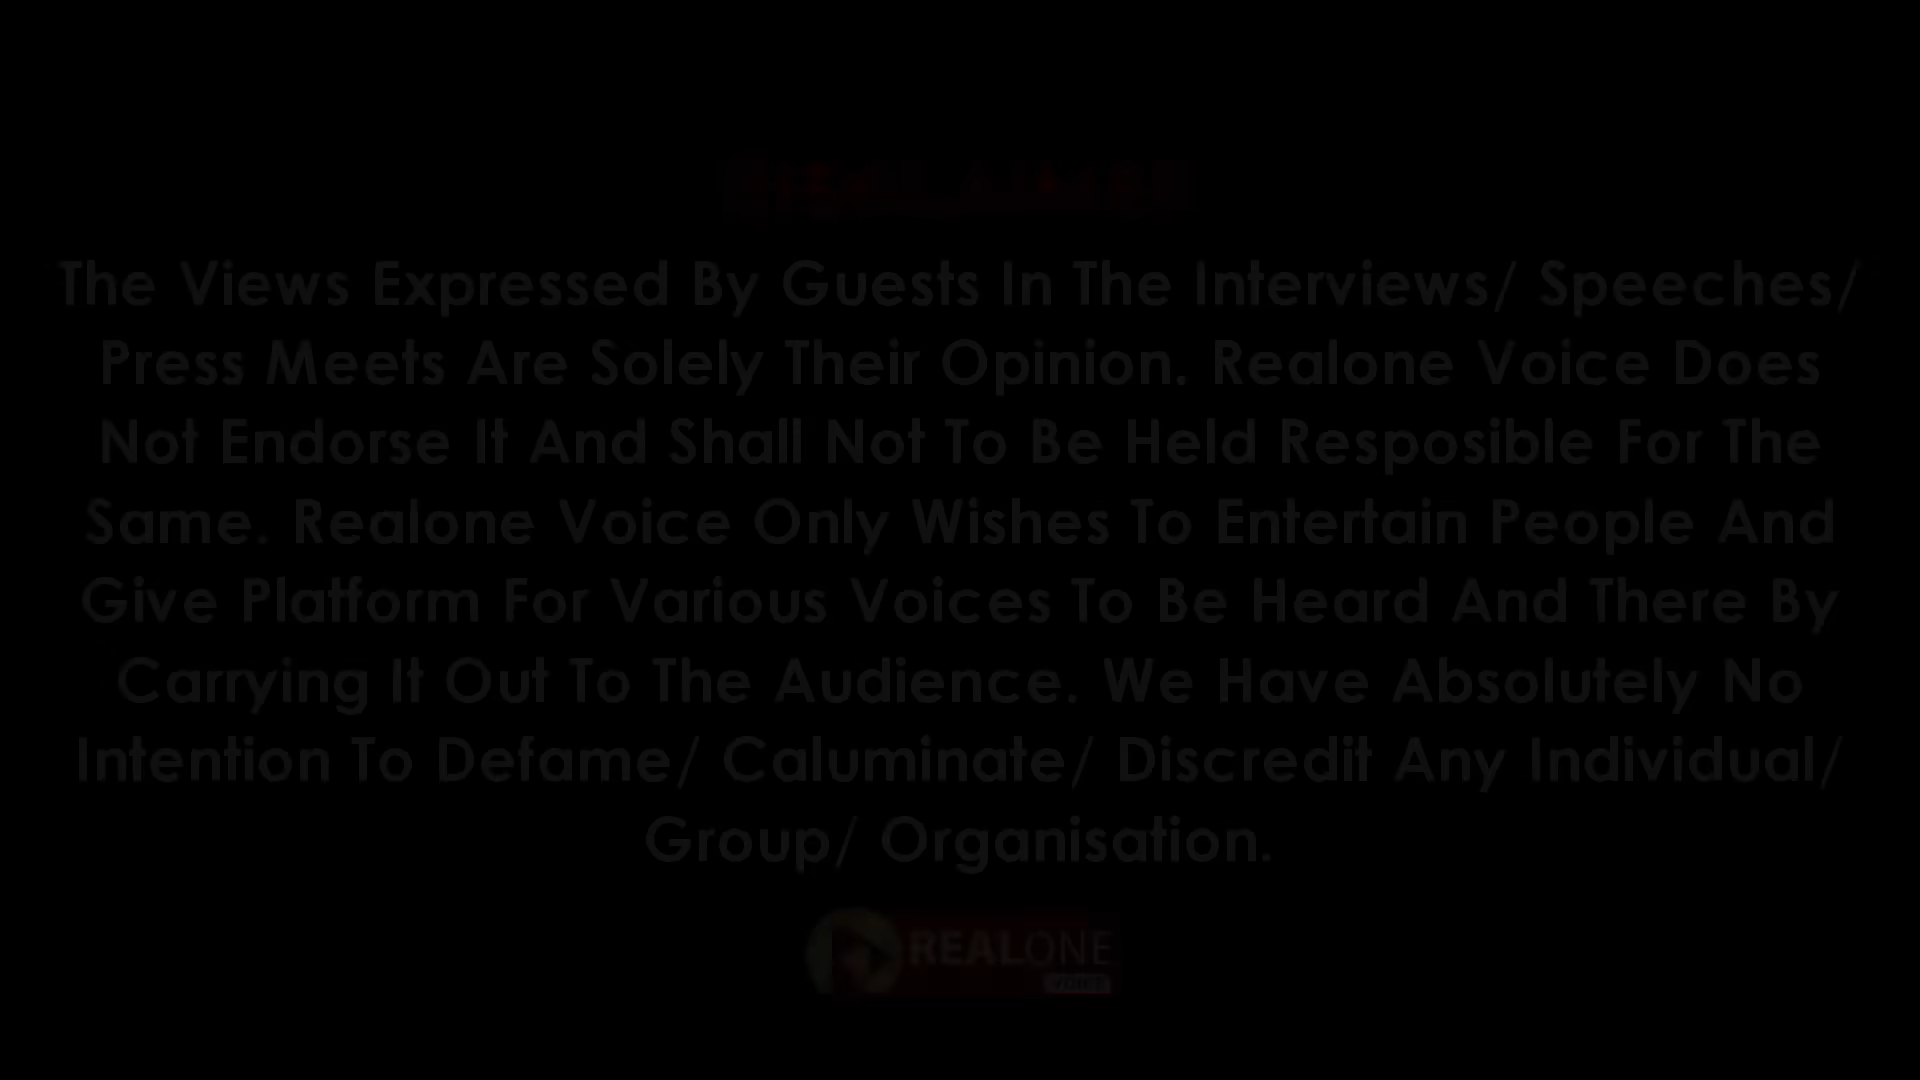 The Views Expressed By Guests In The Interviews/ Speeches/
Press Meets Are Solely Their Opinion. Realone Voice Does
Not Endorse It And Shall Not To Be Held Resposible For The
Same. Realone Voice Only Wishes To Entertain People And
Give Platform For Various Voices To Be Heard And There By
Carrying It Out To The Audience. We Have Absolutely No
Intention To Defame/ Caluminate/ Discredit Any Individual/
Group/ Organisation.
REALONE
VOICE